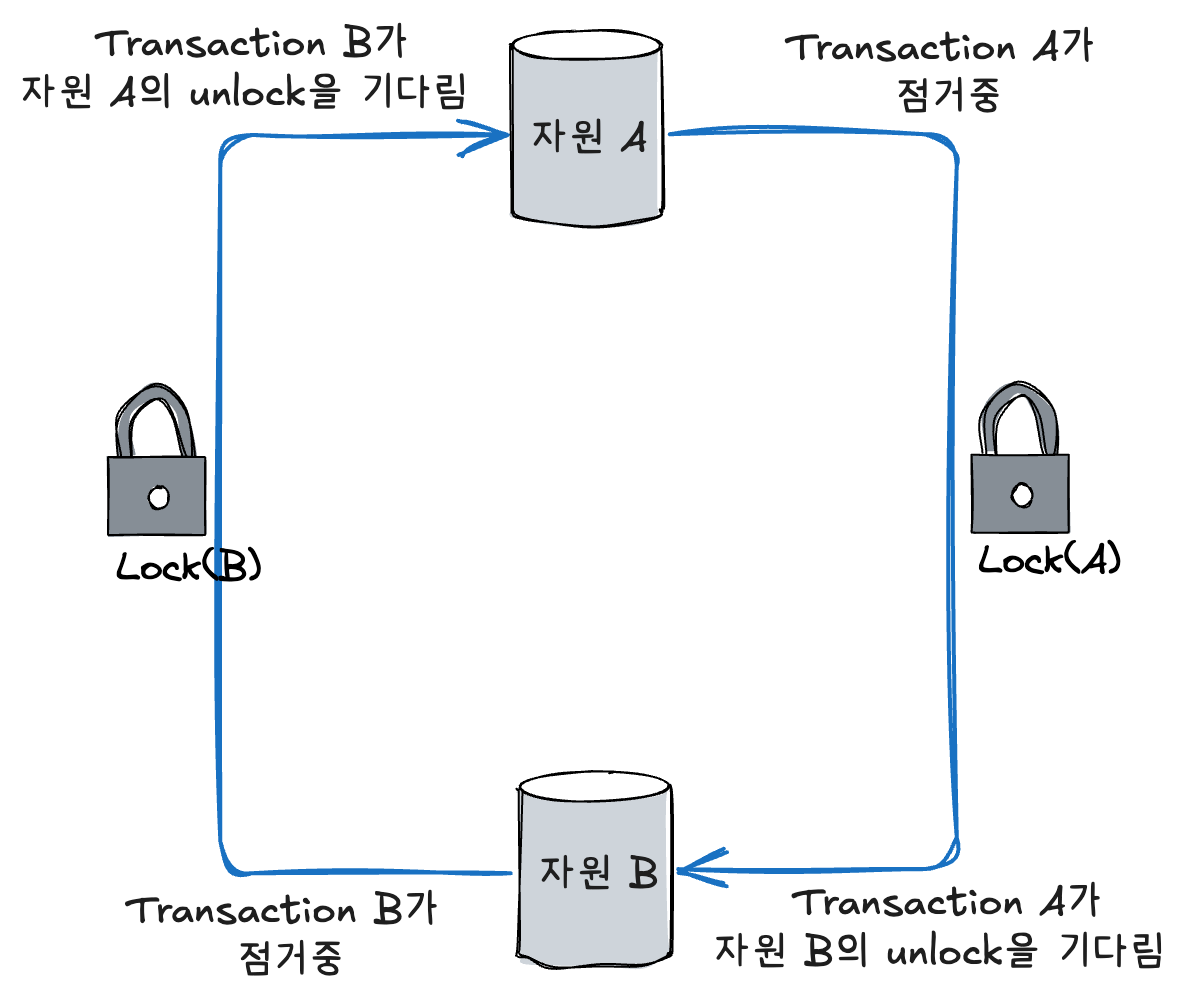 Transaction B가
자원 A의 unlock을 기다림
Transaction A가
점거중
자원 A
Lock(B)
Lock(A)
자원 B
Transaction B가
점거중
Transaction A가
자원 B의 unlock을 기다림